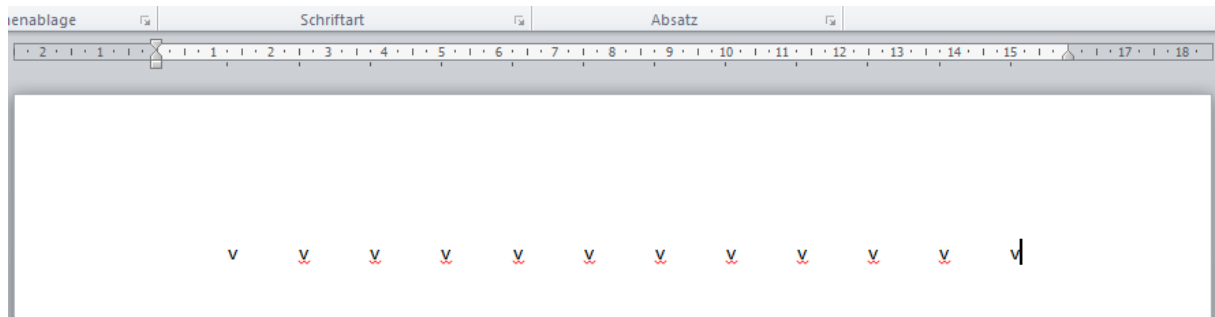 nenablage Schriftart Absatz
2 1 1 2 3 4 5 6 7 8 9 10 11 12 13 14 15 17 18
v v v v v v v v v v v v